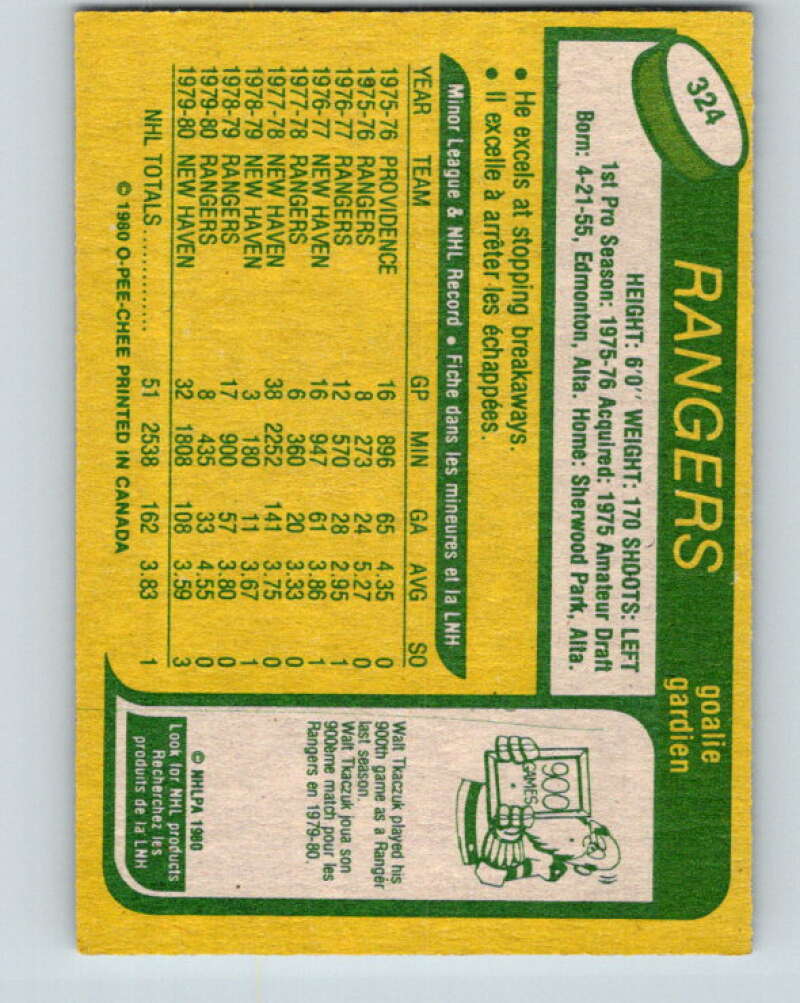 324
RANGERS
goalie
gardien
HEIGHT: 6'0" WEIGHT: 170 SHOOTS: LEFT
1st Pro Season: 1975-76 Acquired: 1975 Amateur Draft
Born: 4-21-55, Edmonton, Alta. Home: Sherwood Park, Alta.
• He excels at stopping breakaways.
• Il excelle à arrêter les échappées.
Minor League & NHL Record • Fiche dans les mineures et la LNH
YEAR TEAM GP MIN GA AVG SO
1975-76 PROVIDENCE 16 896 65 4.35 0
1975-76 RANGERS 8 273 24 5.27 0
1976-77 RANGERS 12 570 28 2.95 1
1976-77 NEW HAVEN 16 947 61 3.86 1
1977-78 RANGERS 6 360 20 3.33 0
1977-78 NEW HAVEN 38 2252 141 3.75 0
1978-79 NEW HAVEN 3 180 11 3.67 1
1978-79 RANGERS 17 900 57 3.80 0
1979-80 RANGERS 8 435 33 4.55 0
1979-80 NEW HAVEN 32 1808 108 3.59 3
NHL TOTALS .............. 51 2538 162 3.83 1
© 1980 O-PEE-CHEE PRINTED IN CANADA
900
GAMES
Walt Tkaczuk played his
900th game as a Ranger
last season.
Walt Tkaczuk joua son
900ème match pour les
Rangers en 1979-80.
© NHLPA 1980
Look for NHL products
Recherchez les
produits de la LNH